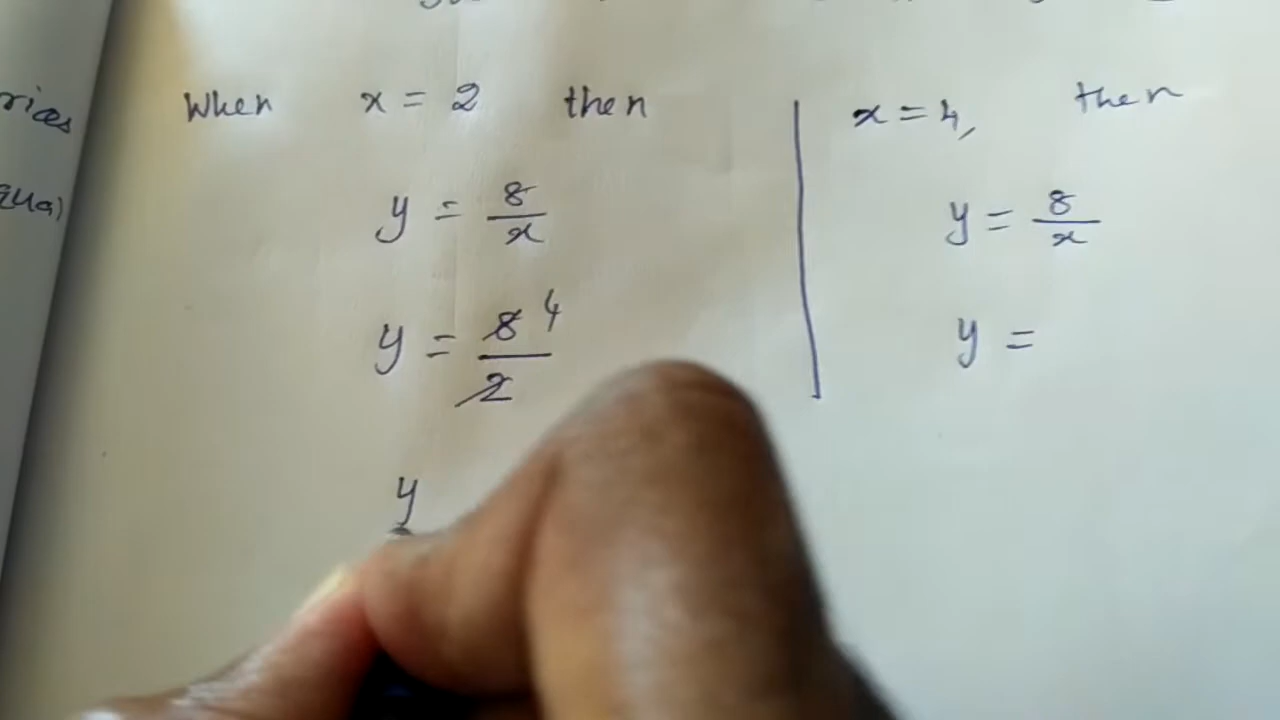 When x = 2 then
y = 8/x
y = 8/2 4
y
x = 4, then
y = 8/x
y =